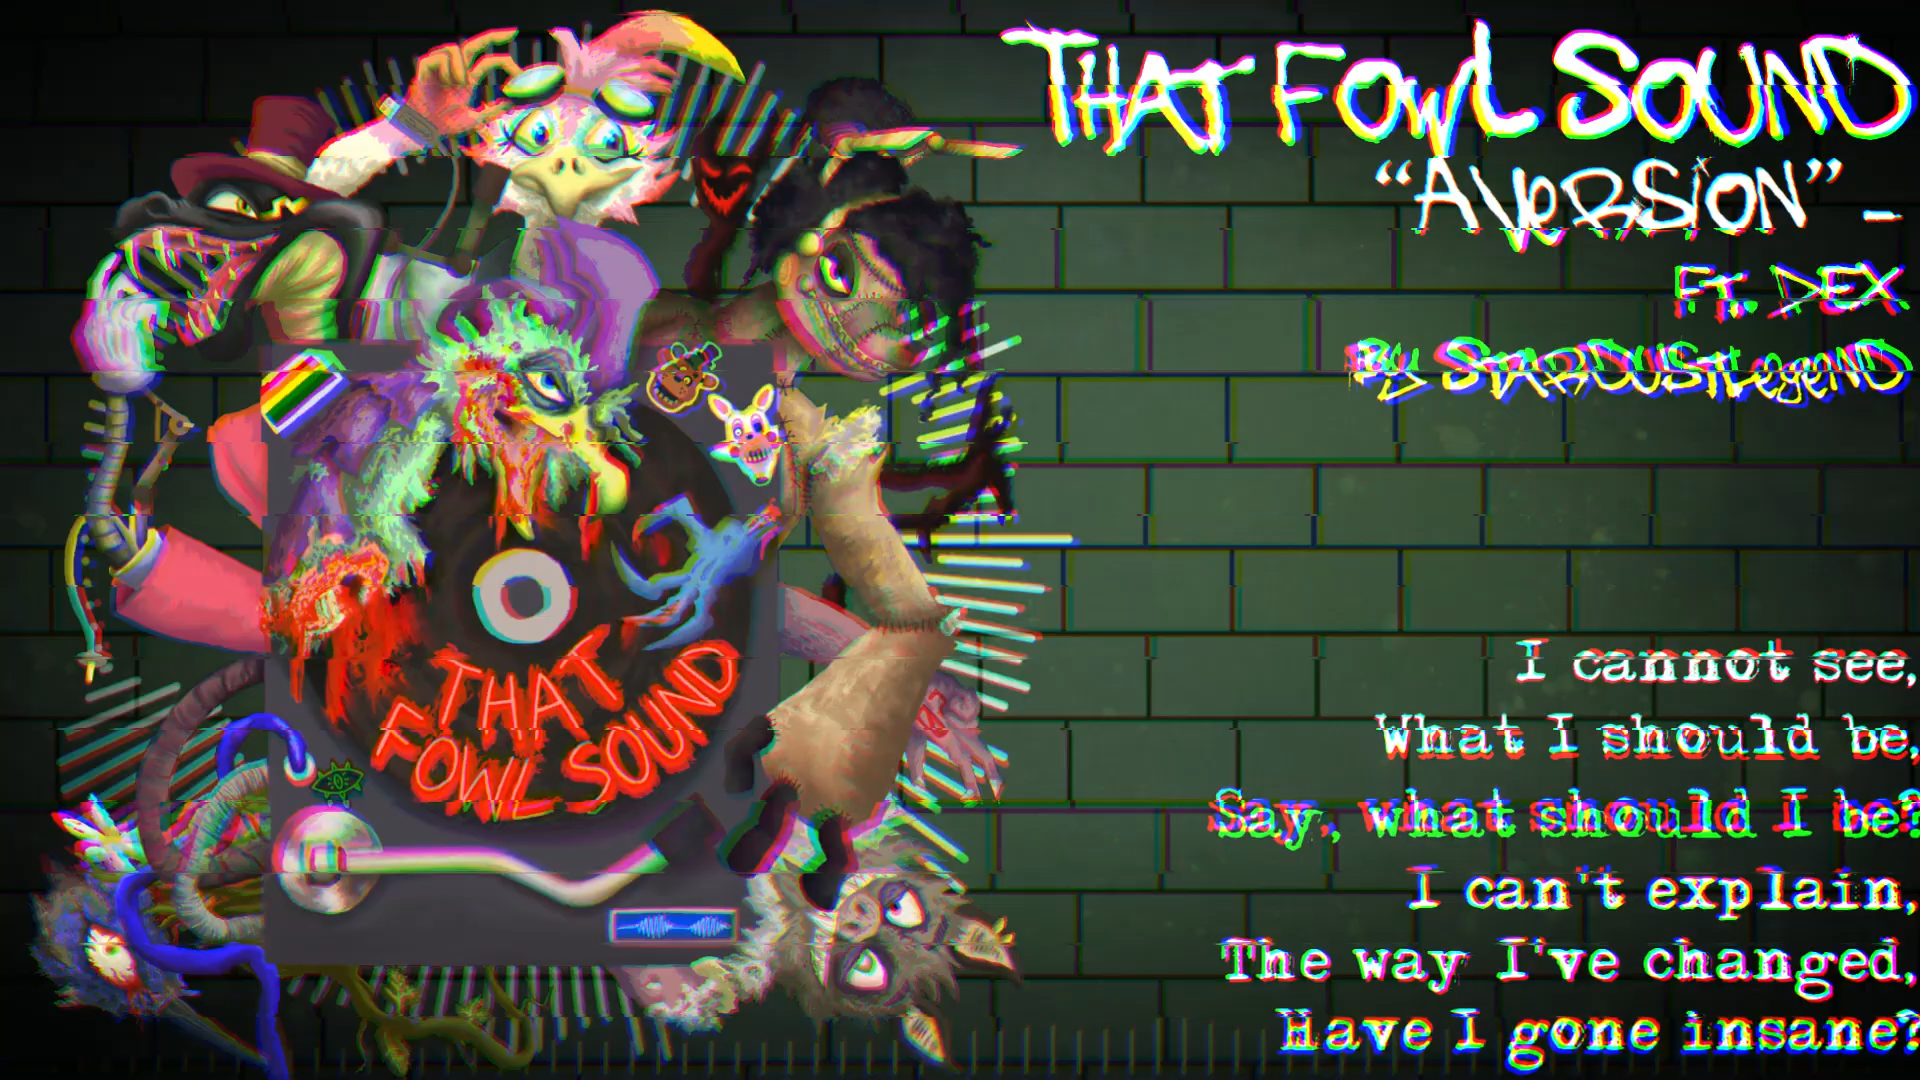 THAT FOWL SOUND
"AVERSION" -
FT. DEX
By STARDUSTLegenD
THAT
FOWL SOUND
I cannot see,
What I should be,
Say, what should I be?
I can't explain,
The way I've changed,
Have I gone insane?